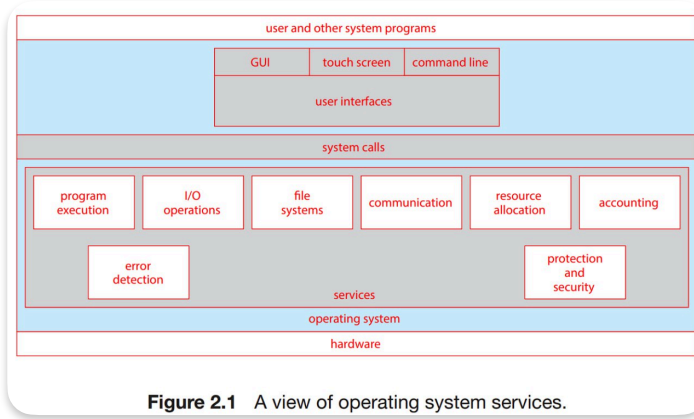 user and other system programs
GUI
touch screen
command line
user interfaces
system calls
program
execution
I/O
operations
file
systems
communication
resource
allocation
accounting
error
detection
protection
and
security
services
operating system
hardware
Figure 2.1 A view of operating system services.